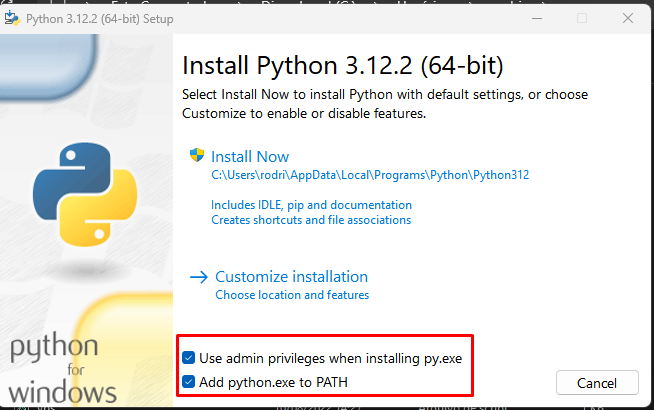 Python 3.12.2 (64-bit) Setup
Install Python 3.12.2 (64-bit)
Select Install Now to install Python with default settings, or choose
Customize to enable or disable features.
Install Now
C:\Users\rodri\AppData\Local\Programs\Python\Python312
Includes IDLE, pip and documentation
Creates shortcuts and file associations
Customize installation
Choose location and features
python
for
windows
Use admin privileges when installing py.exe
Add python.exe to PATH
Cancel